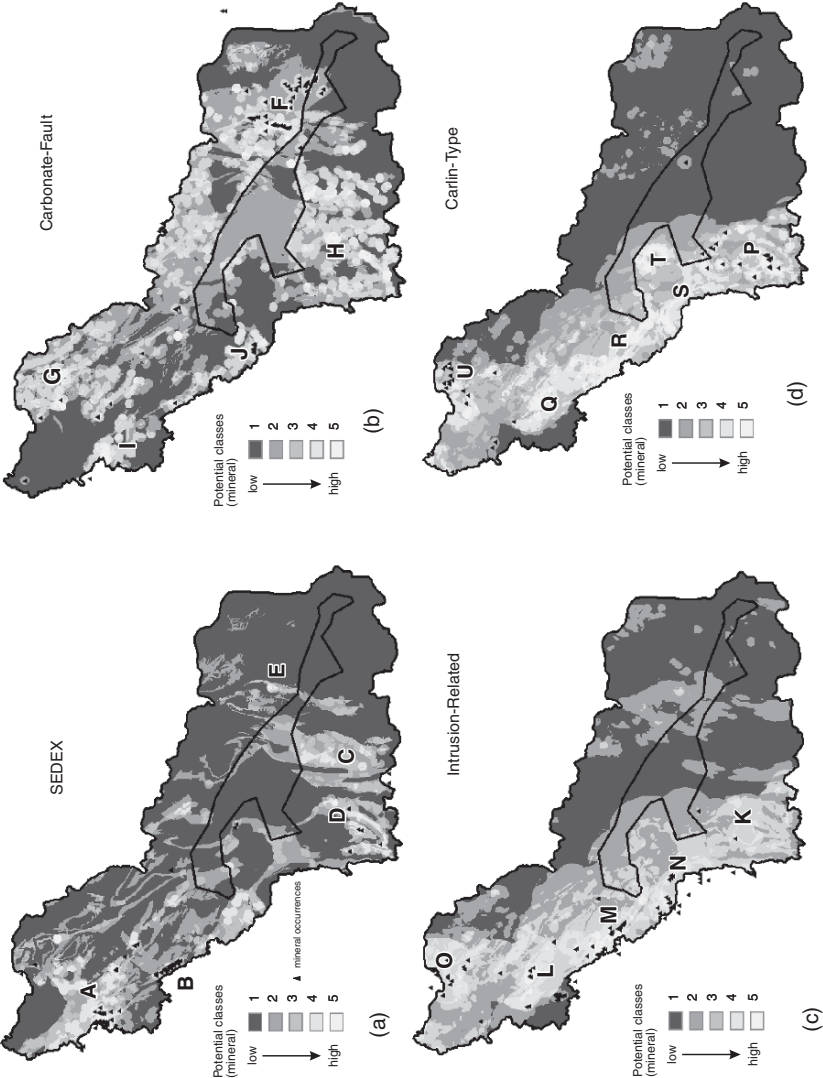 SEDEX
A
B
E
D
C
Potential classes
(mineral)
low 1
2
3
4
high 5
mineral occurrences
(a)
Carbonate-Fault
G
I
J
F
H
Potential classes
(mineral)
low 1
2
3
4
high 5
(b)
Intrusion-Related
O
L
M
N
K
Potential classes
(mineral)
low 1
2
3
4
high 5
(c)
Carlin-Type
U
Q
R
T
S
P
Potential classes
(mineral)
low 1
2
3
4
high 5
(d)